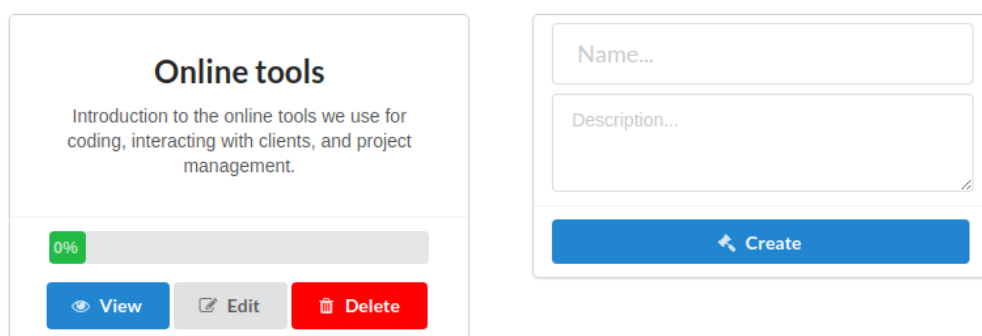 Online tools
Introduction to the online tools we use for
coding, interacting with clients, and project
management.
0%
View
Edit
Delete
Name...
Description...
Create